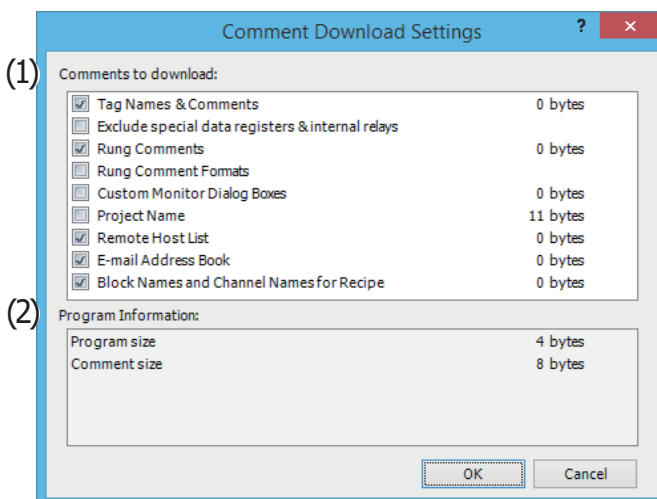 Comment Download Settings ? ×
(1) Comments to download:
Tag Names & Comments 0 bytes
Exclude special data registers & internal relays
Rung Comments 0 bytes
Rung Comment Formats
Custom Monitor Dialog Boxes 0 bytes
Project Name 11 bytes
Remote Host List 0 bytes
E-mail Address Book 0 bytes
Block Names and Channel Names for Recipe 0 bytes
(2) Program Information:
Program size 4 bytes
Comment size 8 bytes
OK Cancel